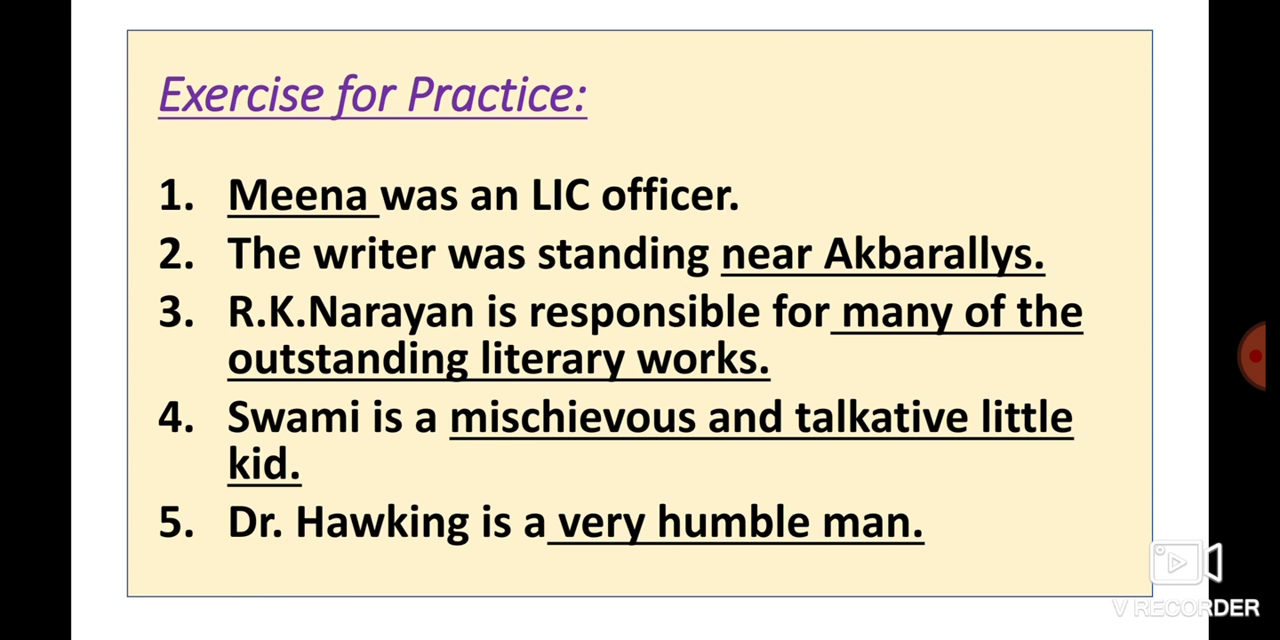 Exercise for Practice:
1. Meena was an LIC officer.
2. The writer was standing near Akbarallys.
3. R.K.Narayan is responsible for many of the
outstanding literary works.
4. Swami is a mischievous and talkative little
kid.
5. Dr. Hawking is a very humble man.
V RECORDER